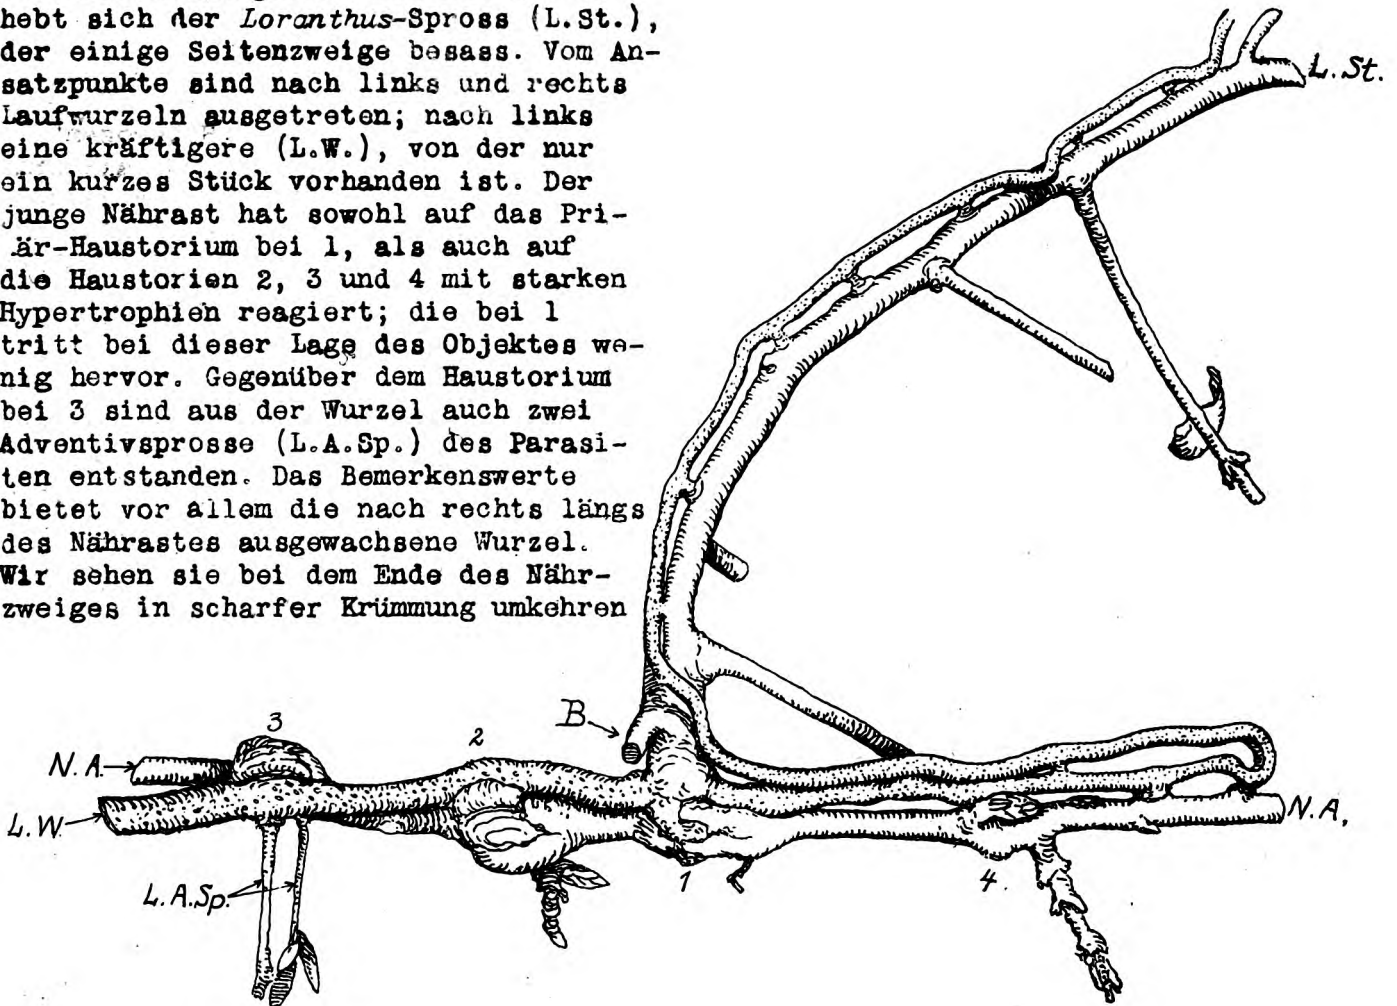 hebt sich der Loranthus-Spross (L.St.),
der einige Seitenzweige besass. Vom An-
satzpunkte sind nach links und rechts
Laufwurzeln ausgetreten; nach links
eine kräftigere (L.W.), von der nur
ein kurzes Stück vorhanden ist. Der
junge Nährast hat sowohl auf das Pri-
är-Haustorium bei 1, als auch auf
die Haustorien 2, 3 und 4 mit starken
Hypertrophien reagiert; die bei 1
tritt bei dieser Lage des Objektes we-
nig hervor. Gegenüber dem Haustorium
bei 3 sind aus der Wurzel auch zwei
Adventivsprosse (L.A.Sp.) des Parasi-
ten entstanden. Das Bemerkenswerte
bietet vor allem die nach rechts längs
des Nährastes ausgewachsene Wurzel.
Wir sehen sie bei dem Ende des Nähr-
zweiges in scharfer Krümmung umkehren
L.St.
3
2
B.
N.A.
L.W.
N.A.
L.A.Sp.
1
4.